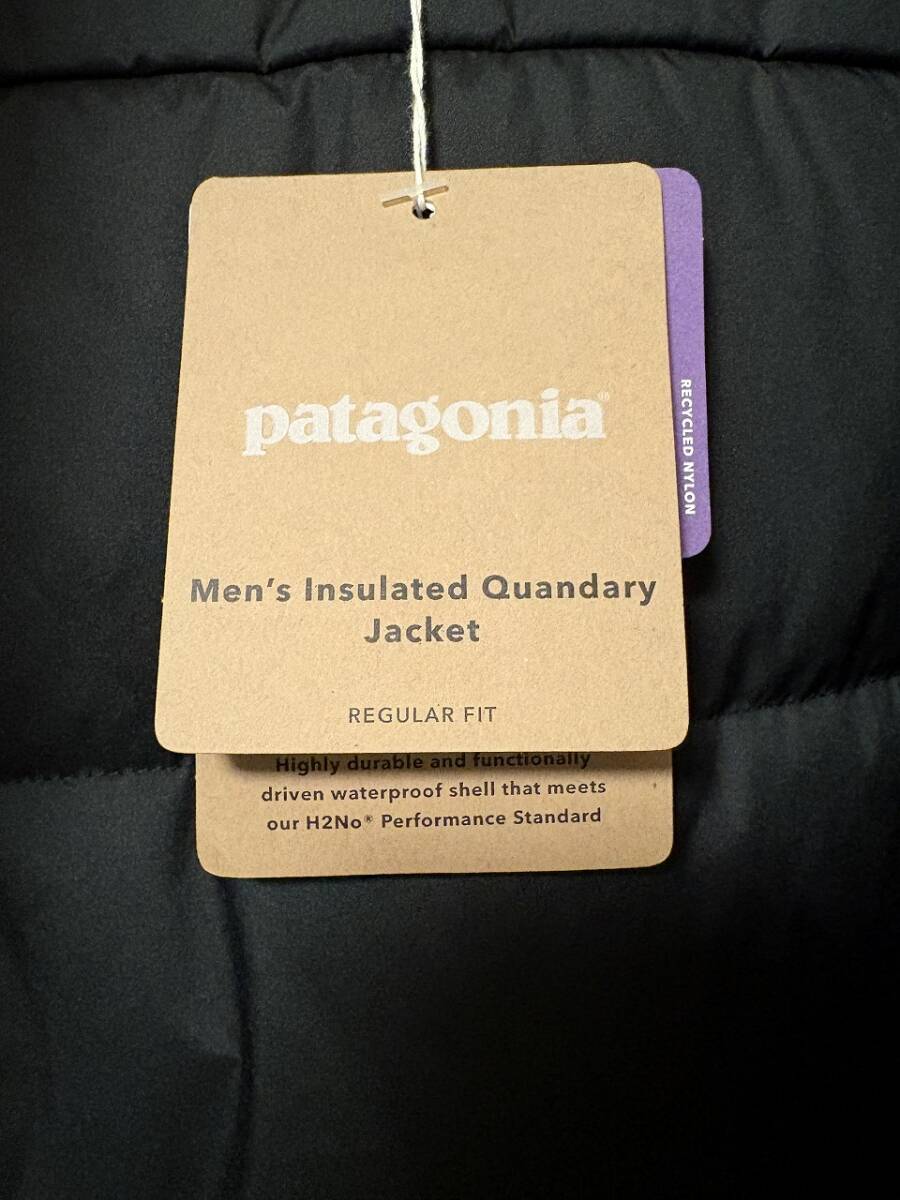 patagonia®
RECYCLED NYLON
Men's Insulated Quandary
Jacket
REGULAR FIT
Highly durable and functionally
driven waterproof shell that meets
our H2No® Performance Standard